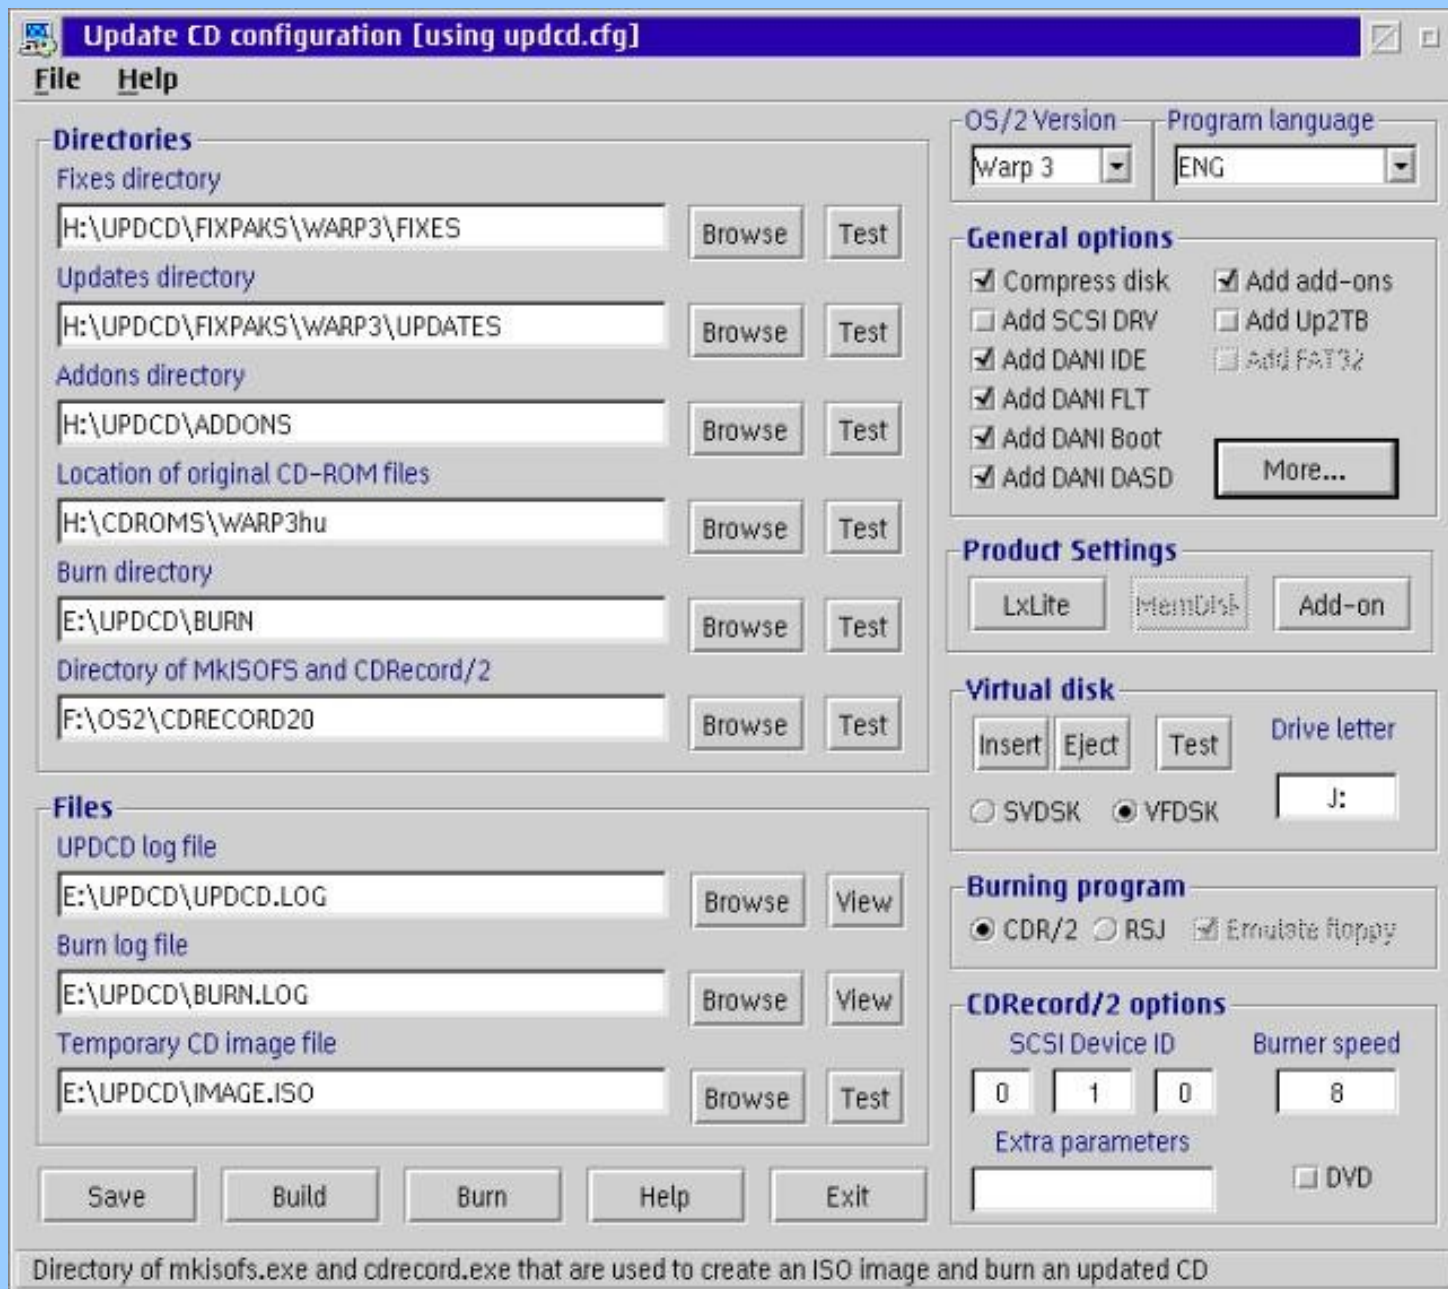 Update CD configuration [using updcd.cfg]
File Help
Directories
Fixes directory
H:\UPDCD\FIXPAKS\WARP3\FIXES
Browse Test
Updates directory
H:\UPDCD\FIXPAKS\WARP3\UPDATES
Browse Test
Addons directory
H:\UPDCD\ADDONS
Browse Test
Location of original CD-ROM files
H:\CDROMS\WARP3hu
Browse Test
Burn directory
E:\UPDCD\BURN
Browse Test
Directory of MkISOFS and CDRecord/2
F:\OS2\CDRECORD20
Browse Test
Files
UPDCD log file
E:\UPDCD\UPDCD.LOG
Browse View
Burn log file
E:\UPDCD\BURN.LOG
Browse View
Temporary CD image file
E:\UPDCD\IMAGE.ISO
Browse Test
Save Build Burn Help Exit
OS/2 Version Program language
Warp 3 ENG
General options
Compress disk Add add-ons
Add SCSI DRV Add Up2TB
Add DANI IDE Add FAT32
Add DANI FLT
Add DANI Boot
Add DANI DASD
More...
Product Settings
LxLite MemDisk Add-on
Virtual disk
Insert Eject Test Drive letter
SVDSK VFDSK J:
Burning program
CDR/2 RSJ Emulate floppy
CDRecord/2 options
SCSI Device ID Burner speed
0 1 0 8
Extra parameters
DVD
Directory of mkisofs.exe and cdrecord.exe that are used to create an ISO image and burn an updated CD